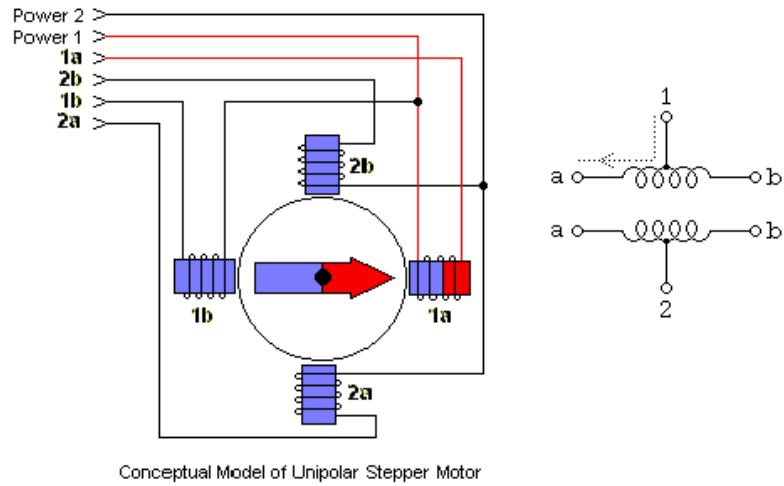 Power 2
Power 1
1a
2b
1b
2a
2b
1b
1a
2a
1
a b
a b
2
Conceptual Model of Unipolar Stepper Motor